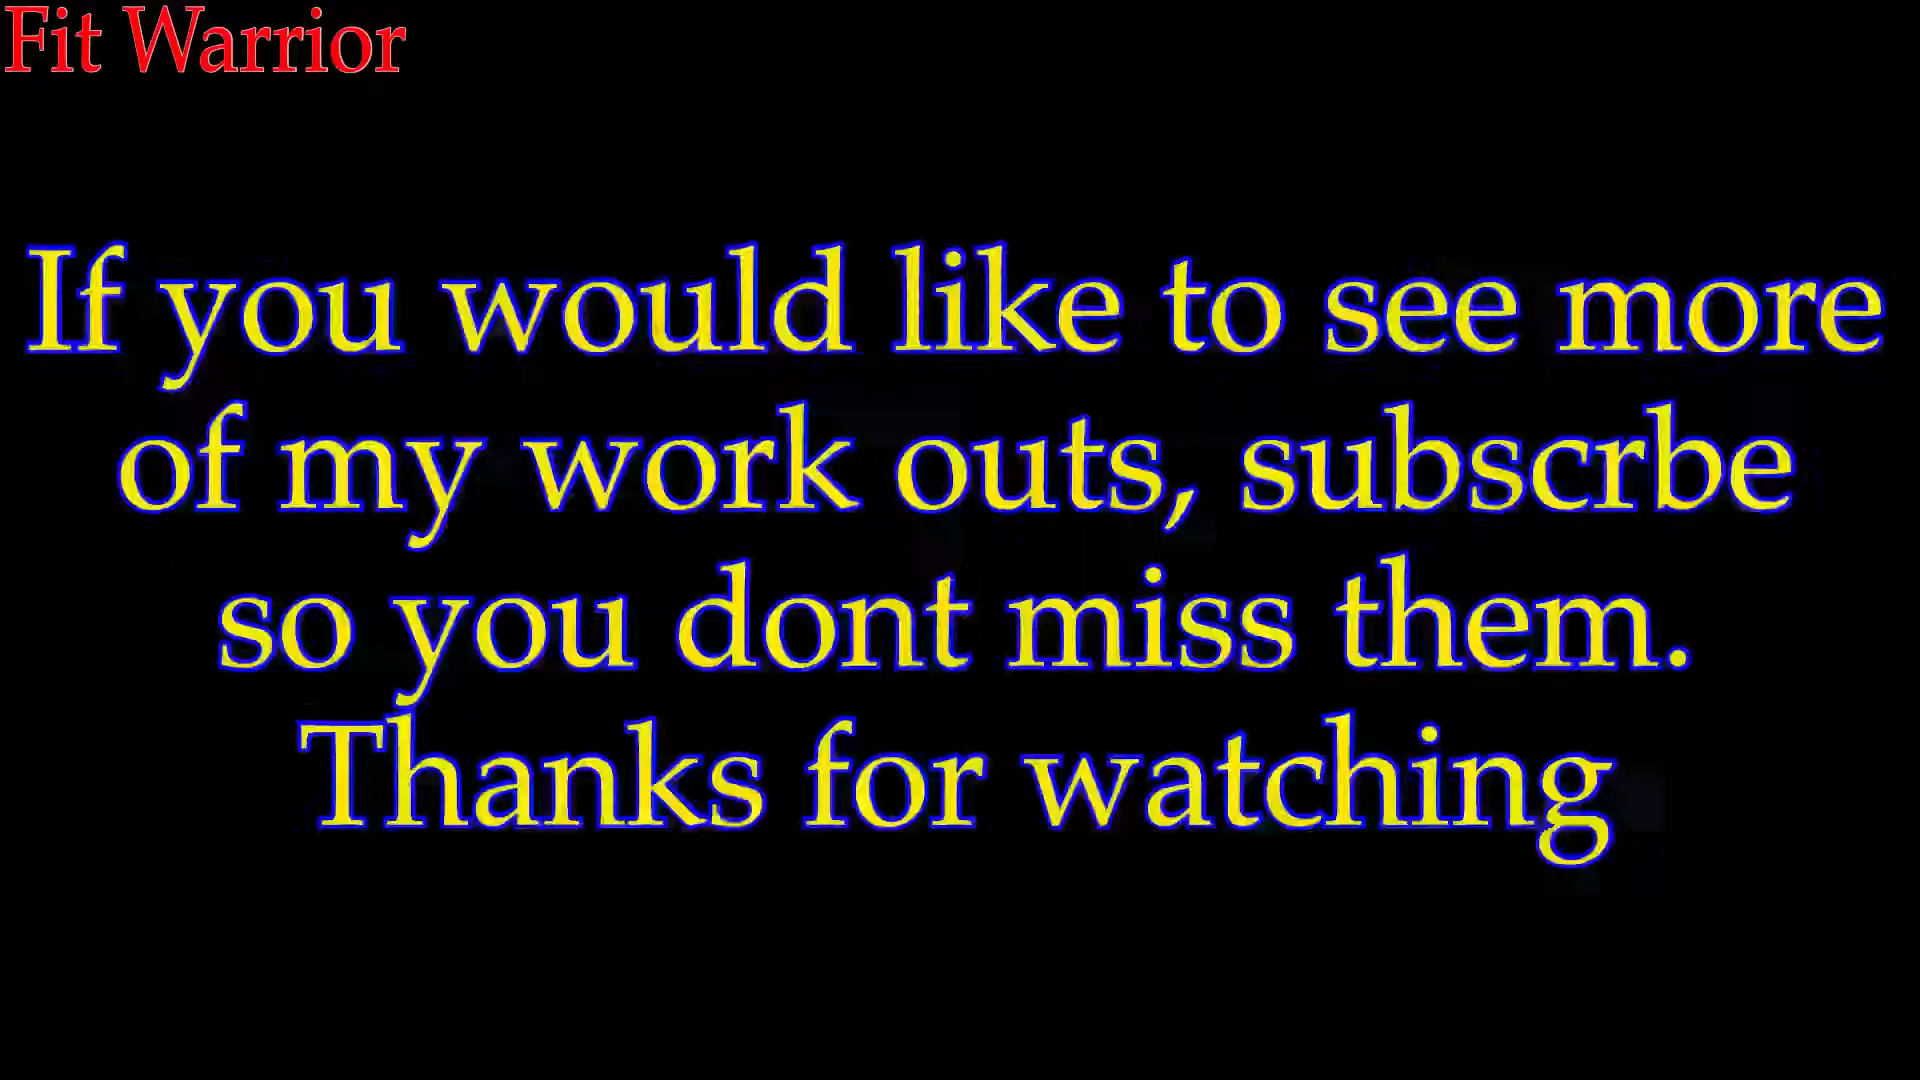 Fit Warrior
If you would like to see more
of my work outs, subscrbe
so you dont miss them.
Thanks for watching